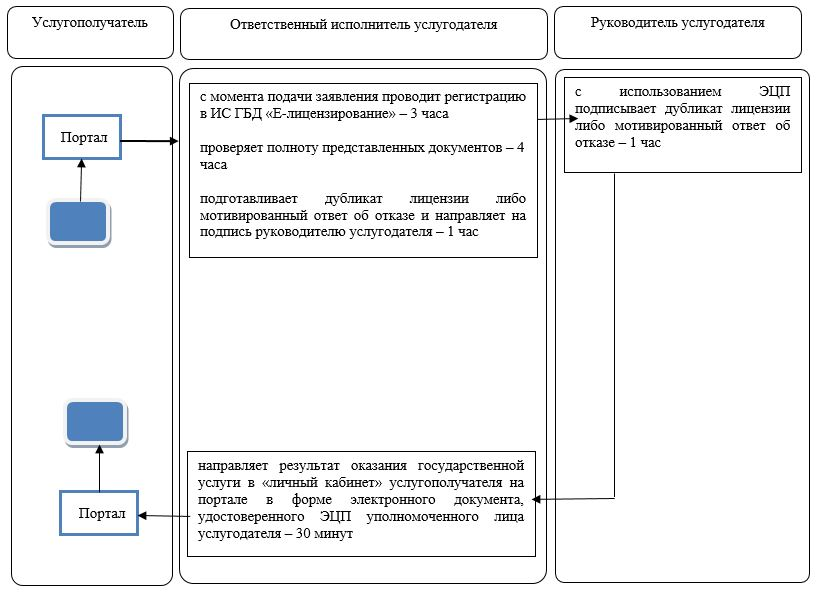 Услугополучатель
Ответственный исполнитель услугодателя
Руководитель услугодателя
Портал
с момента подачи заявления проводит регистрацию
в ИС ГБД «Е-лицензирование» – 3 часа
проверяет полноту представленных документов – 4
часа
подготавливает дубликат лицензии либо
мотивированный ответ об отказе и направляет на
подпись руководителю услугодателя – 1 час
с использованием ЭЦП
подписывает дубликат лицензии
либо мотивированный ответ об
отказе – 1 час
направляет результат оказания государственной
услуги в «личный кабинет» услугополучателя на
портале в форме электронного документа,
удостоверенного ЭЦП уполномоченного лица
услугодателя – 30 минут
Портал